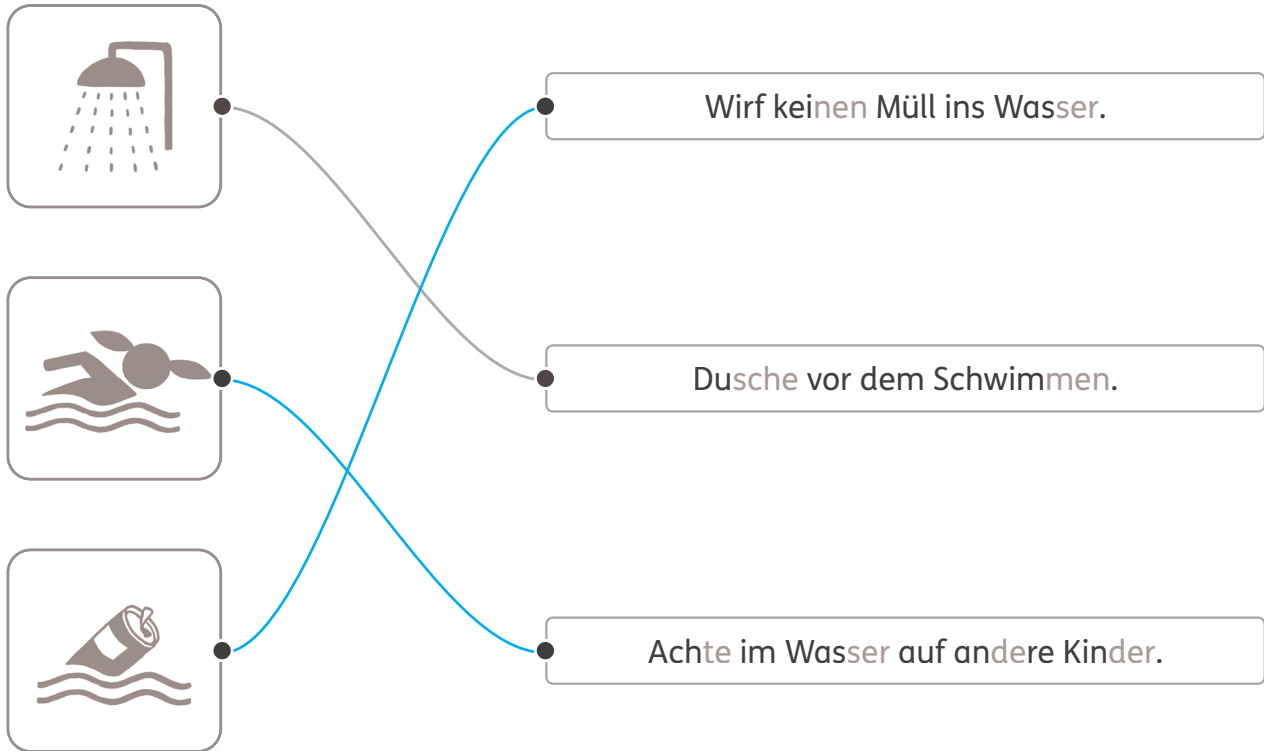 Wirf keinen Müll ins Wasser.
Dusche vor dem Schwimmen.
Achte im Wasser auf andere Kinder.